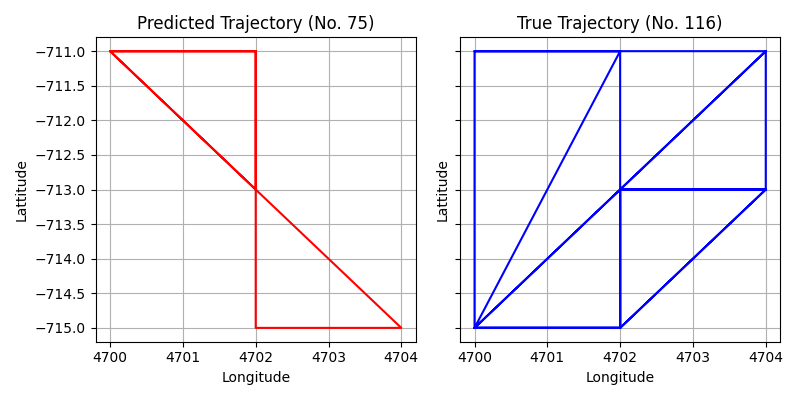 Predicted Trajectory (No. 75)
True Trajectory (No. 116)
−711.0
−711.5
−712.0
−712.5
−713.0
−713.5
−714.0
−714.5
−715.0
Lattitude
Lattitude
4700 4701 4702 4703 4704
4700 4701 4702 4703 4704
Longitude
Longitude